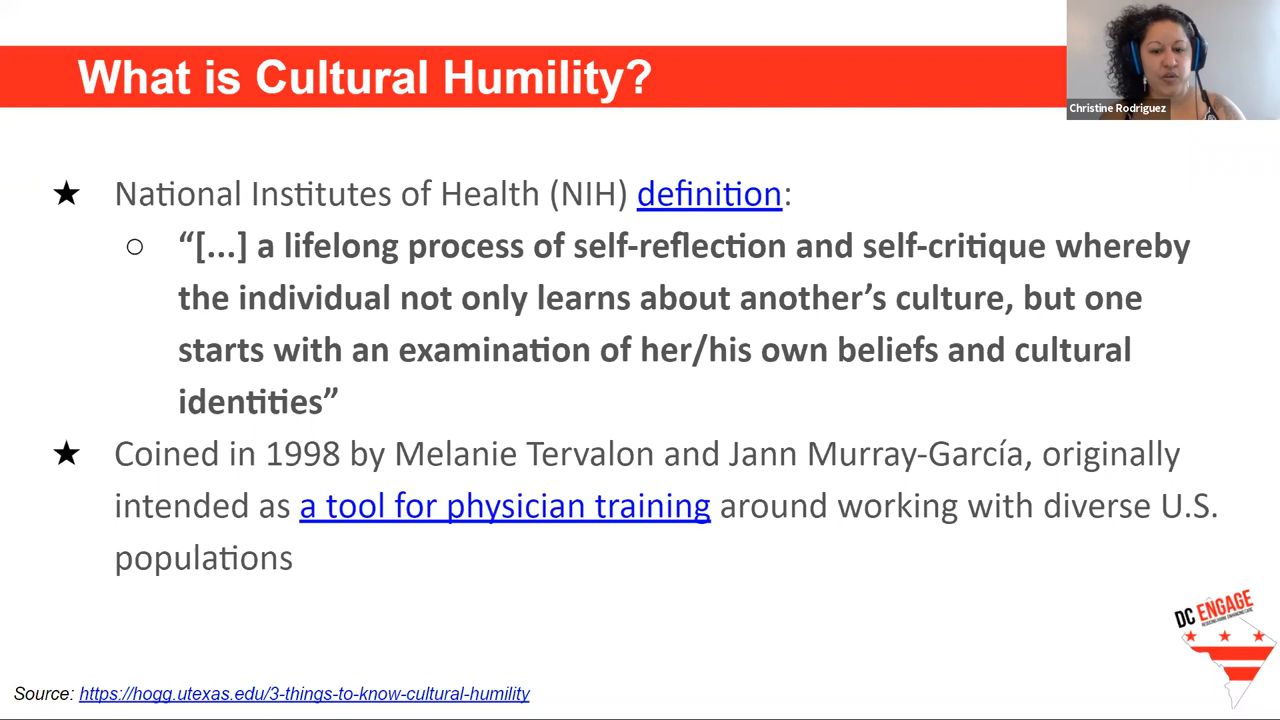 What is Cultural Humility?
Christine Rodriguez
★ National Institutes of Health (NIH) definition:
○ “[...] a lifelong process of self-reflection and self-critique whereby
the individual not only learns about another’s culture, but one
starts with an examination of her/his own beliefs and cultural
identities”
★ Coined in 1998 by Melanie Tervalon and Jann Murray-García, originally
intended as a tool for physician training around working with diverse U.S.
populations
DC ENGAGE
REDUCING HARM, ENHANCING CARE
Source: https://hogg.utexas.edu/3-things-to-know-cultural-humility